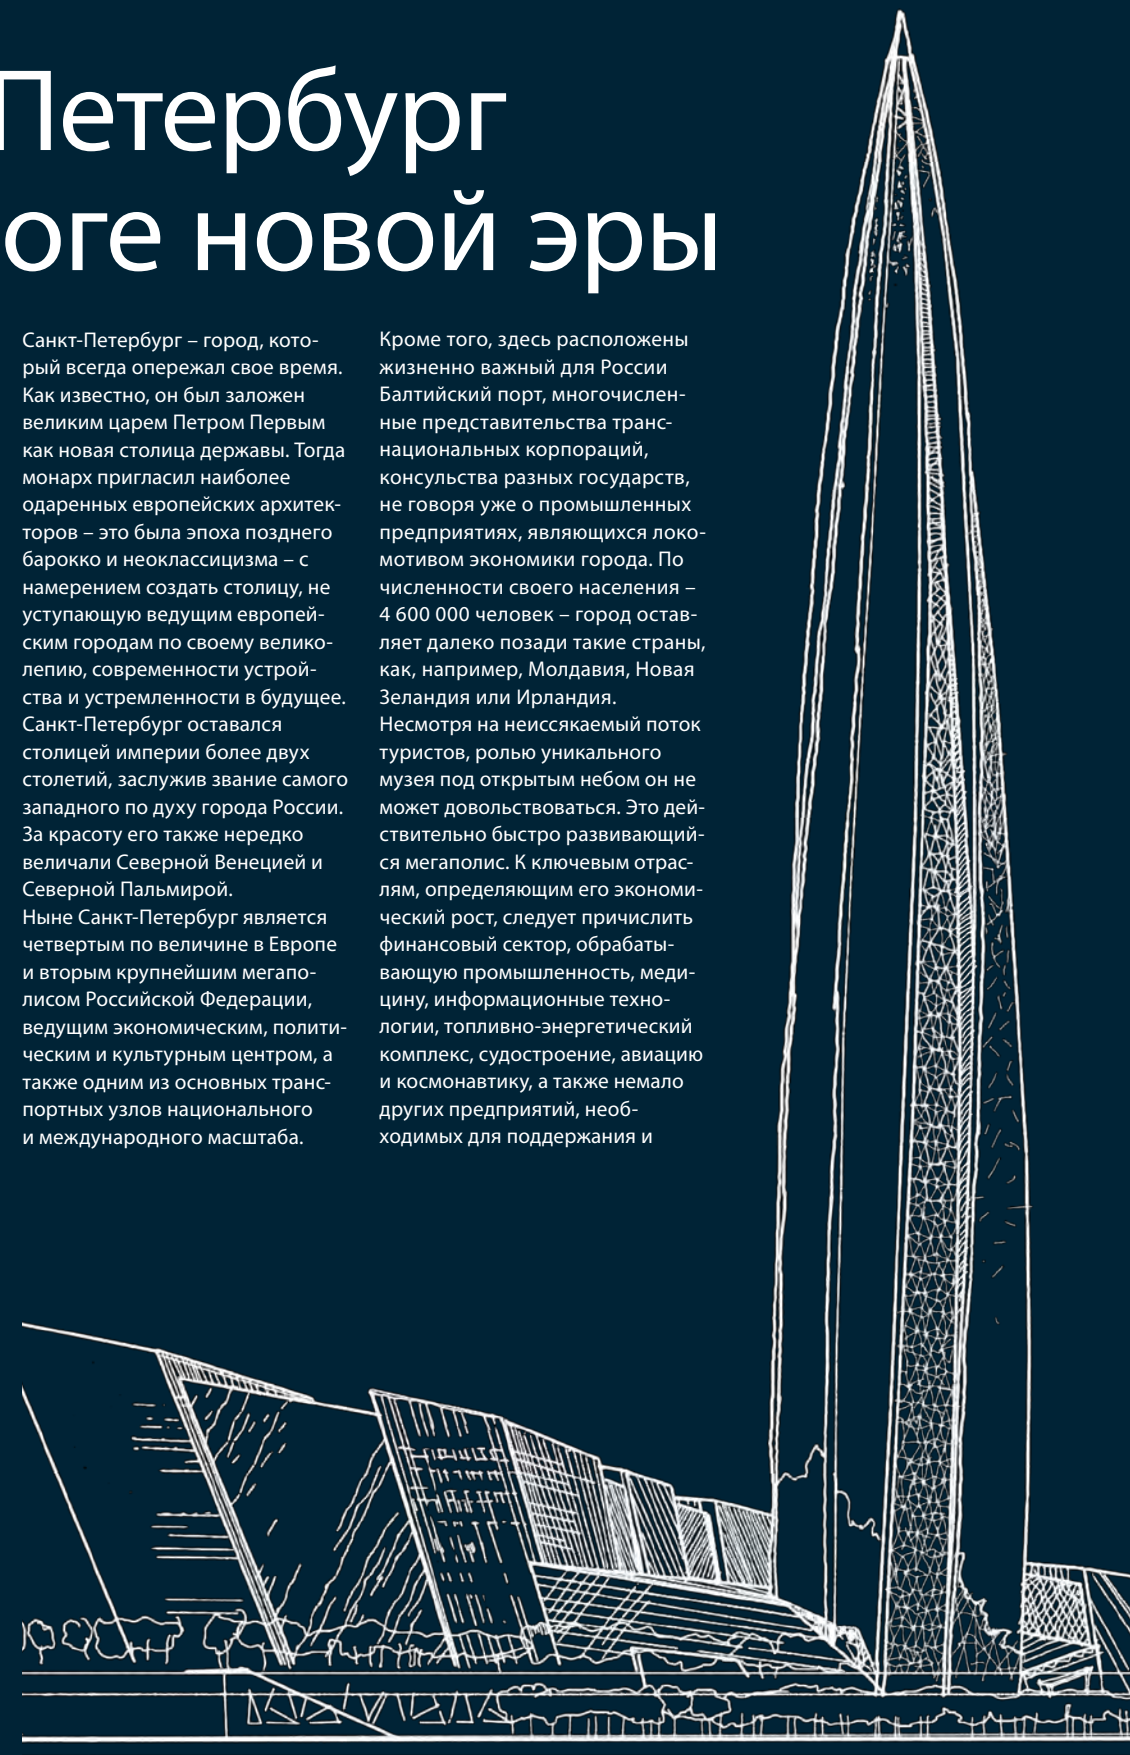 Петербург
оге новой эры
Санкт-Петербург – город, кото-
рый всегда опережал свое время.
Как известно, он был заложен
великим царем Петром Первым
как новая столица державы. Тогда
монарх пригласил наиболее
одаренных европейских архитек-
торов – это была эпоха позднего
барокко и неоклассицизма – с
намерением создать столицу, не
уступающую ведущим европей-
ским городам по своему велико-
лепию, современности устрой-
ства и устремленности в будущее.
Санкт-Петербург оставался
столицей империи более двух
столетий, заслужив звание самого
западного по духу города России.
За красоту его также нередко
величали Северной Венецией и
Северной Пальмирой.
Ныне Санкт-Петербург является
четвертым по величине в Европе
и вторым крупнейшим мегапо-
лисом Российской Федерации,
ведущим экономическим, полити-
ческим и культурным центром, а
также одним из основных транс-
портных узлов национального
и международного масштаба.
Кроме того, здесь расположены
жизненно важный для России
Балтийский порт, многочислен-
ные представительства транс-
национальных корпораций,
консульства разных государств,
не говоря уже о промышленных
предприятиях, являющихся локо-
мотивом экономики города. По
численности своего населения –
4 600 000 человек – город остав-
ляет далеко позади такие страны,
как, например, Молдавия, Новая
Зеландия или Ирландия.
Несмотря на неиссякаемый поток
туристов, ролью уникального
музея под открытым небом он не
может довольствоваться. Это дей-
ствительно быстро развивающий-
ся мегаполис. К ключевым отрас-
лям, определяющим его экономи-
ческий рост, следует причислить
финансовый сектор, обрабаты-
вающую промышленность, меди-
цину, информационные техно-
логии, топливно-энергетический
комплекс, судостроение, авиацию
и космонавтику, а также немало
других предприятий, необ-
ходимых для поддержания и